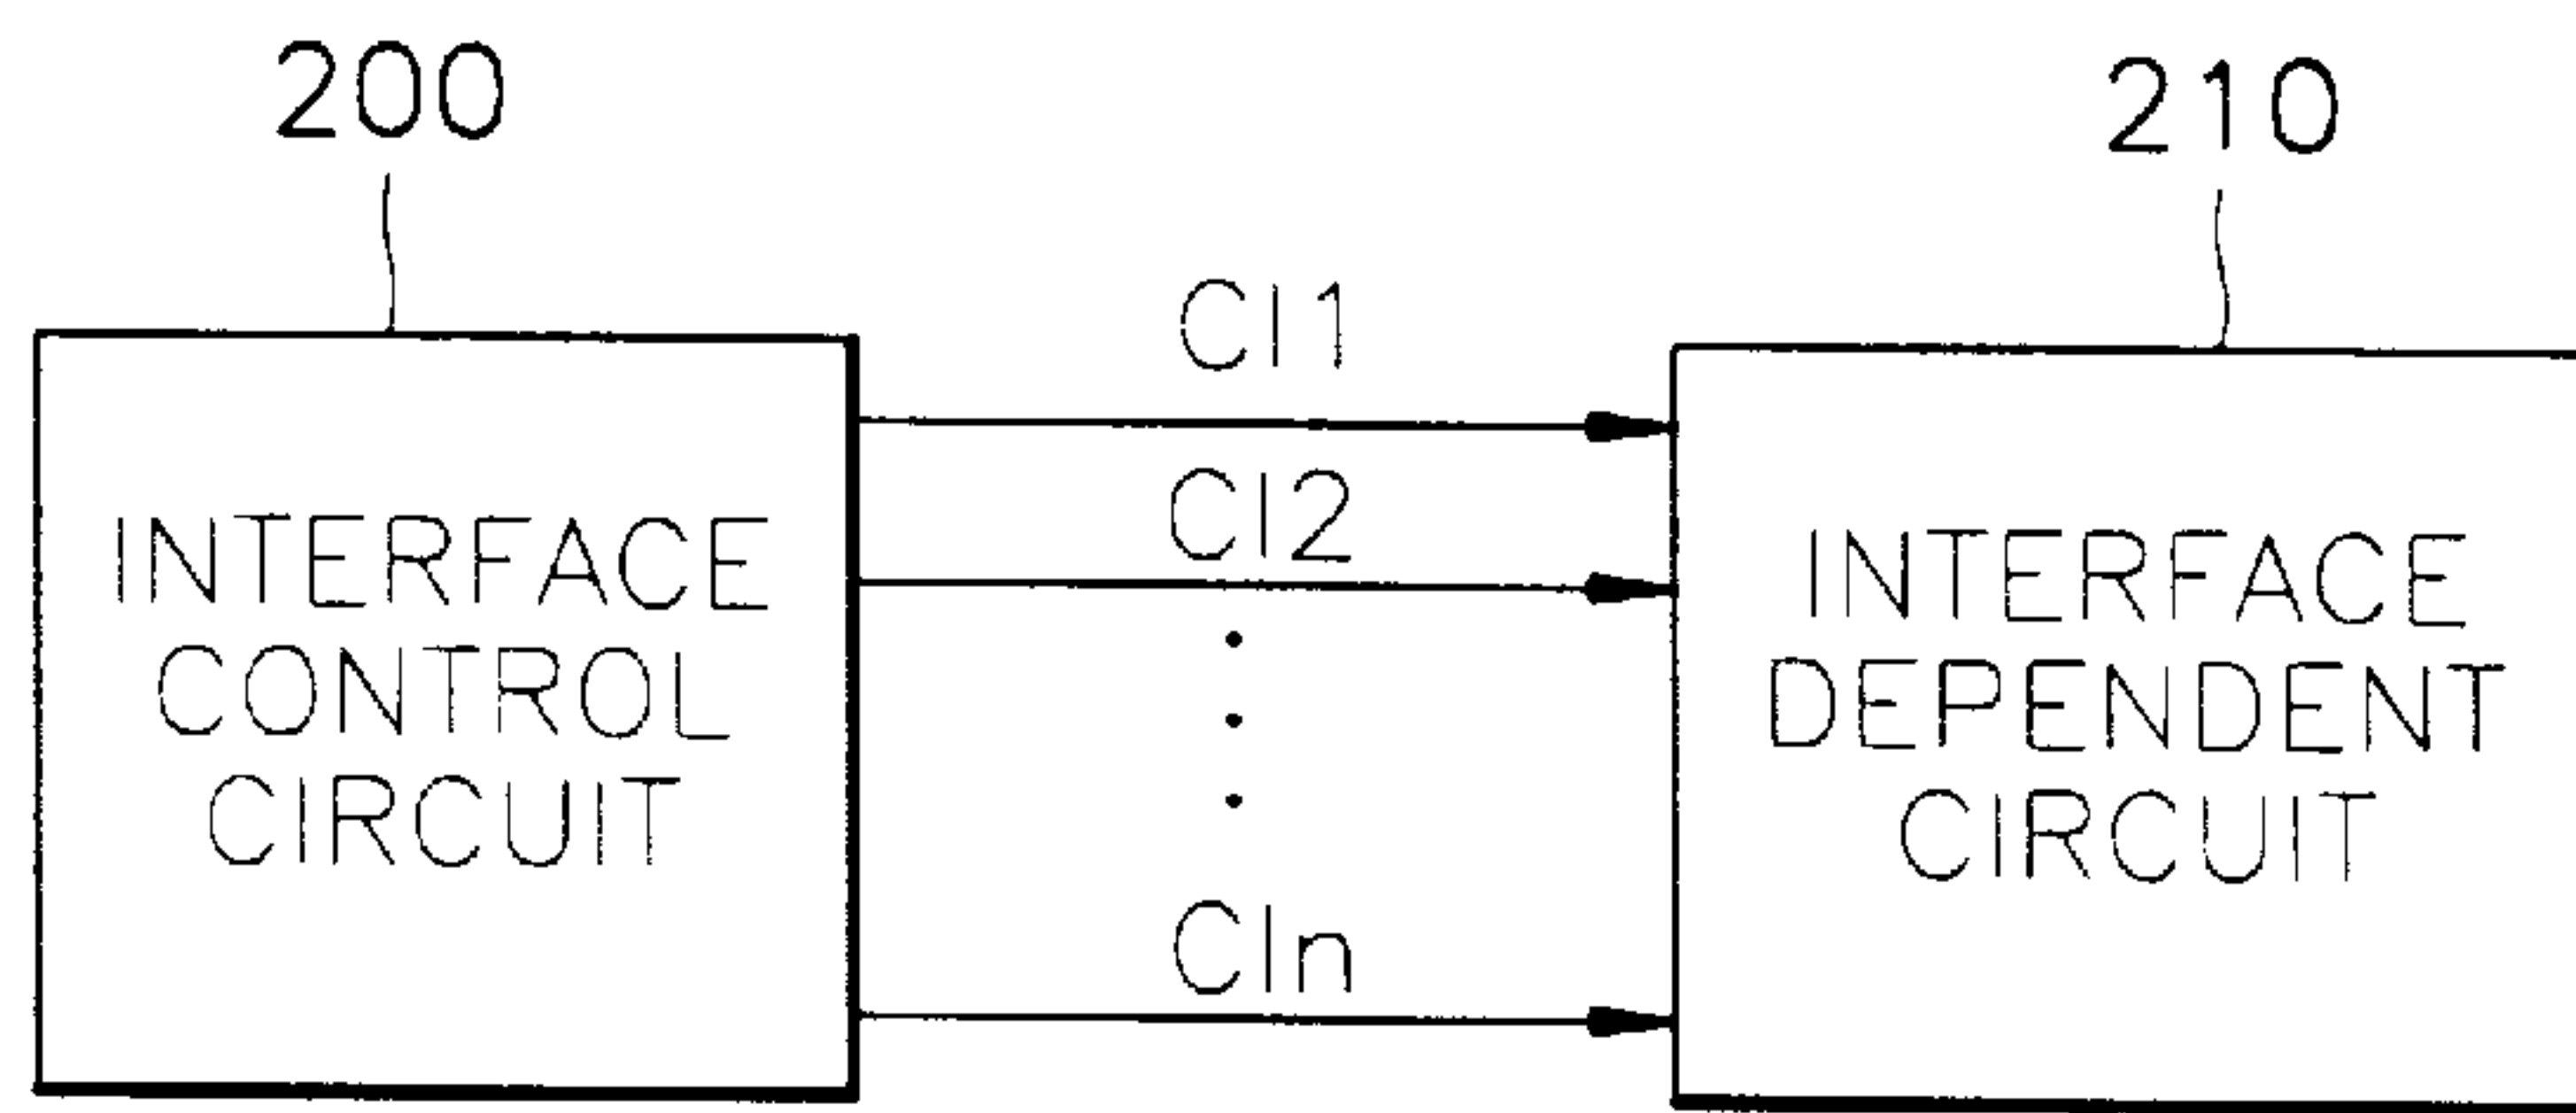 200
210
CI1
CI2
CIn
INTERFACE
CONTROL
CIRCUIT
INTERFACE
DEPENDENT
CIRCUIT